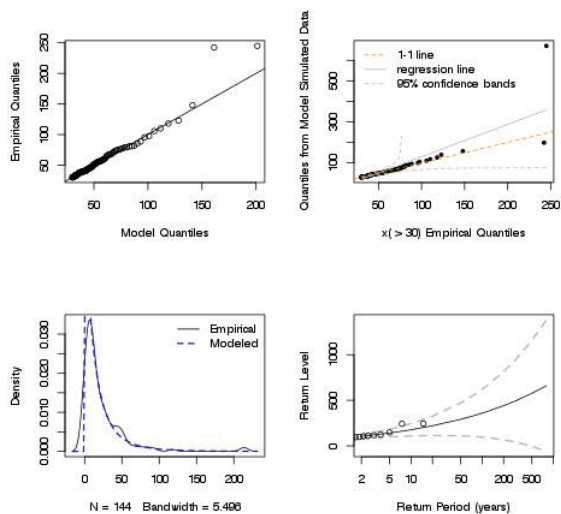 Empirical Quantiles
50
100
150
200
250
50
100
150
200
Model Quantiles
Quantiles from Model Simulated Data
100
300
500
1-1 line
regression line
95% confidence bands
50
100
150
200
250
x( > 30) Empirical Quantiles
Density
0.000
0.010
0.020
0.030
Empirical
Modeled
0
50
100
150
200
N = 144 Bandwidth = 5.496
Return Level
0
500
1000
2
5
10
50
200
500
Return Period (years)